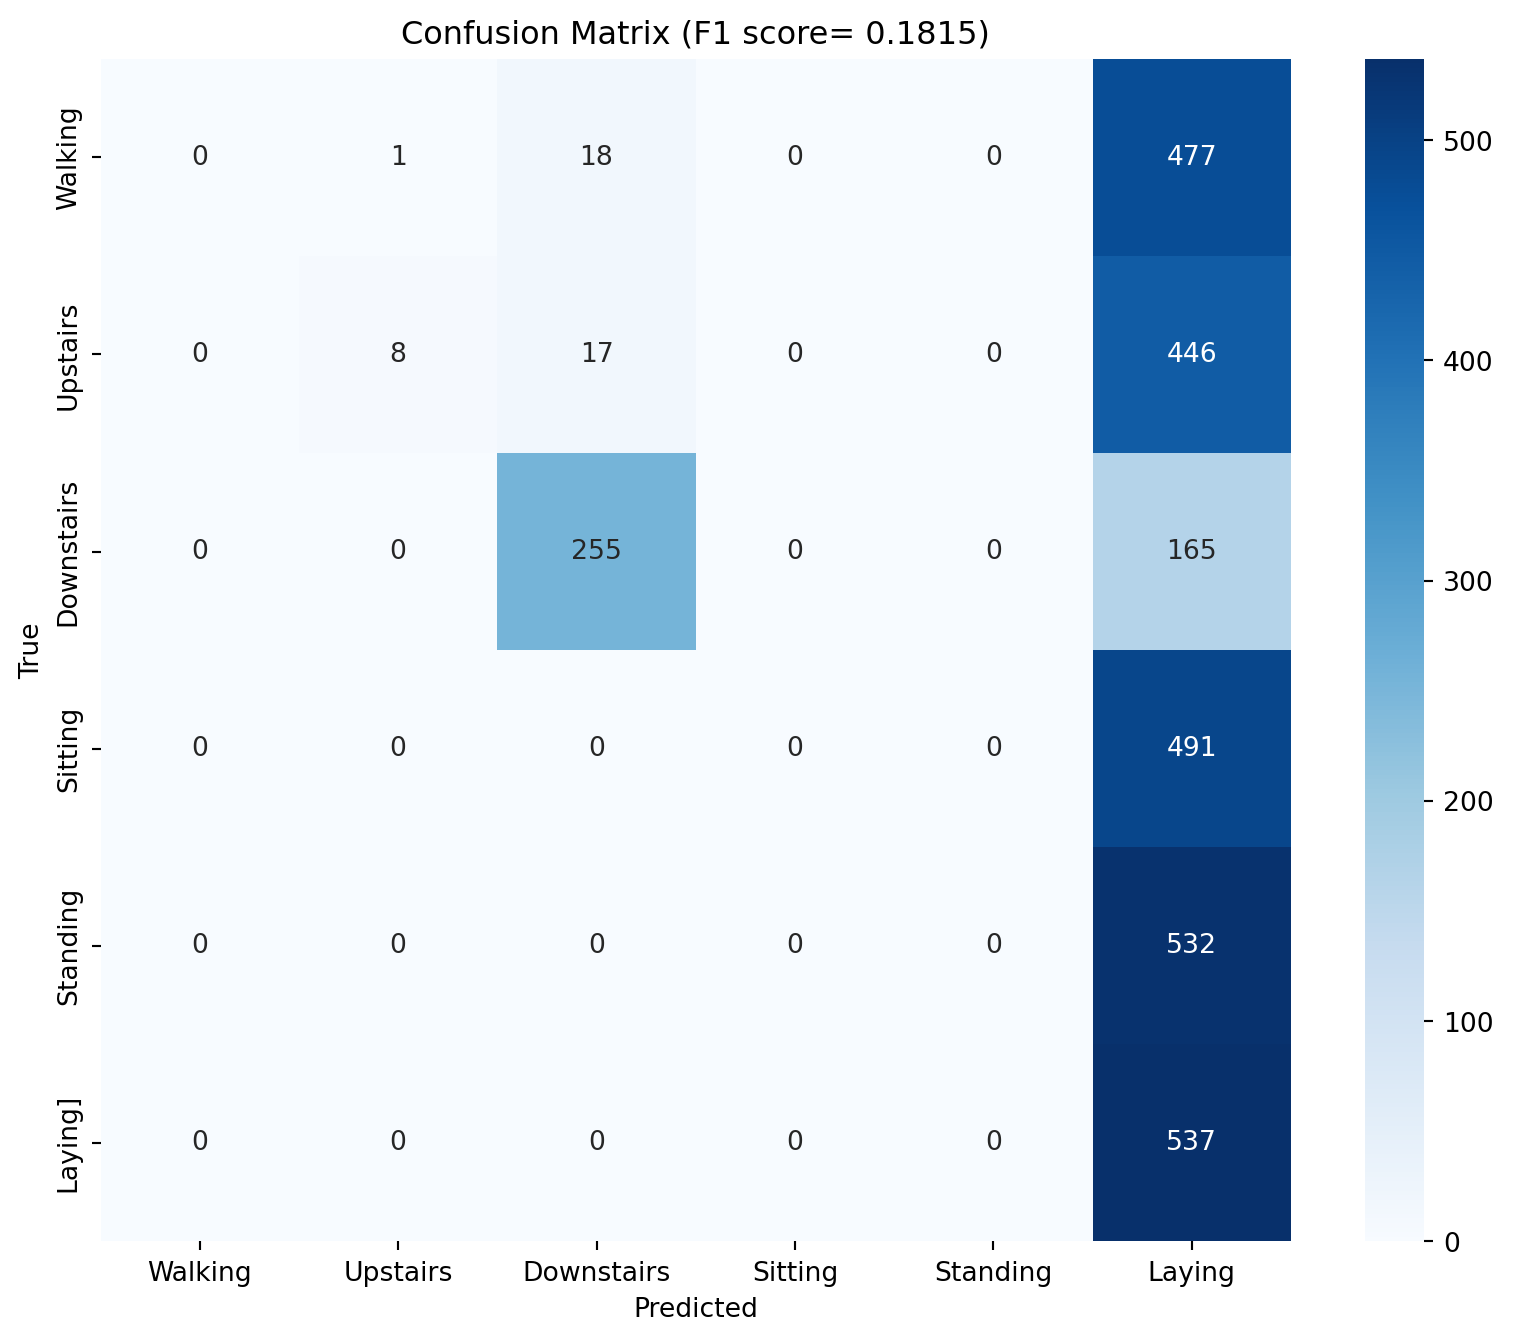 Confusion Matrix (F1 score= 0.1815)
Walking 0 1 18 0 0 477
Upstairs 0 8 17 0 0 446
Downstairs 0 0 255 0 0 165
Sitting 0 0 0 0 0 491
Standing 0 0 0 0 0 532
Laying] 0 0 0 0 0 537
True
Walking Upstairs Downstairs Sitting Standing Laying
Predicted
500
400
300
200
100
0